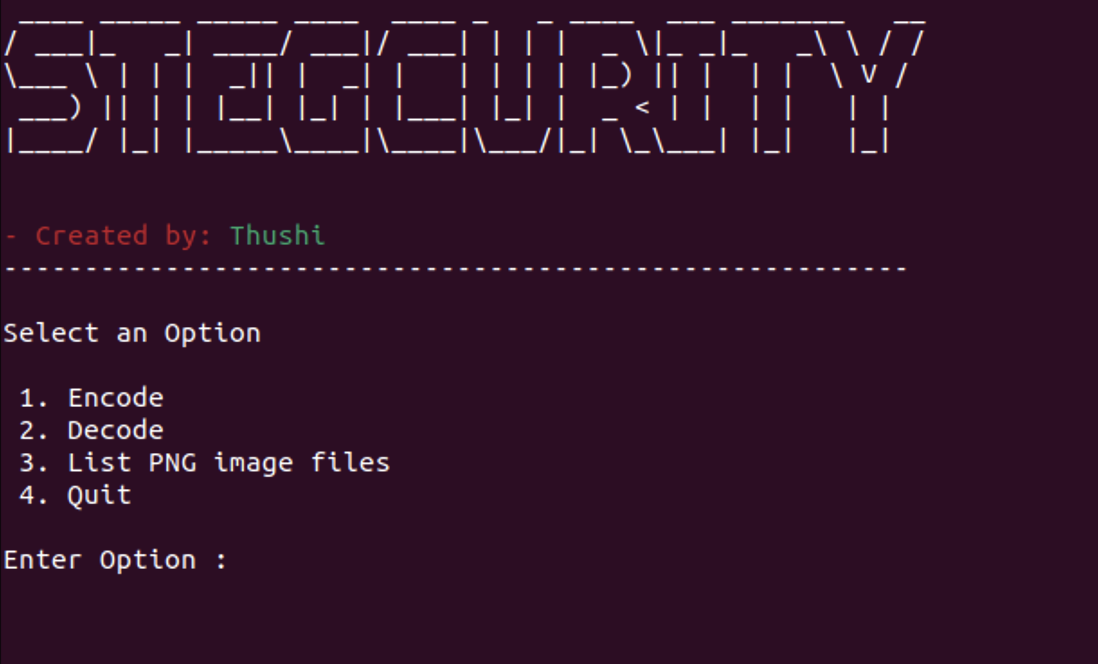 STEGCURITY
- Created by: Thushi
--------------------------------------------------------
Select an Option
1. Encode
2. Decode
3. List PNG image files
4. Quit
Enter Option :